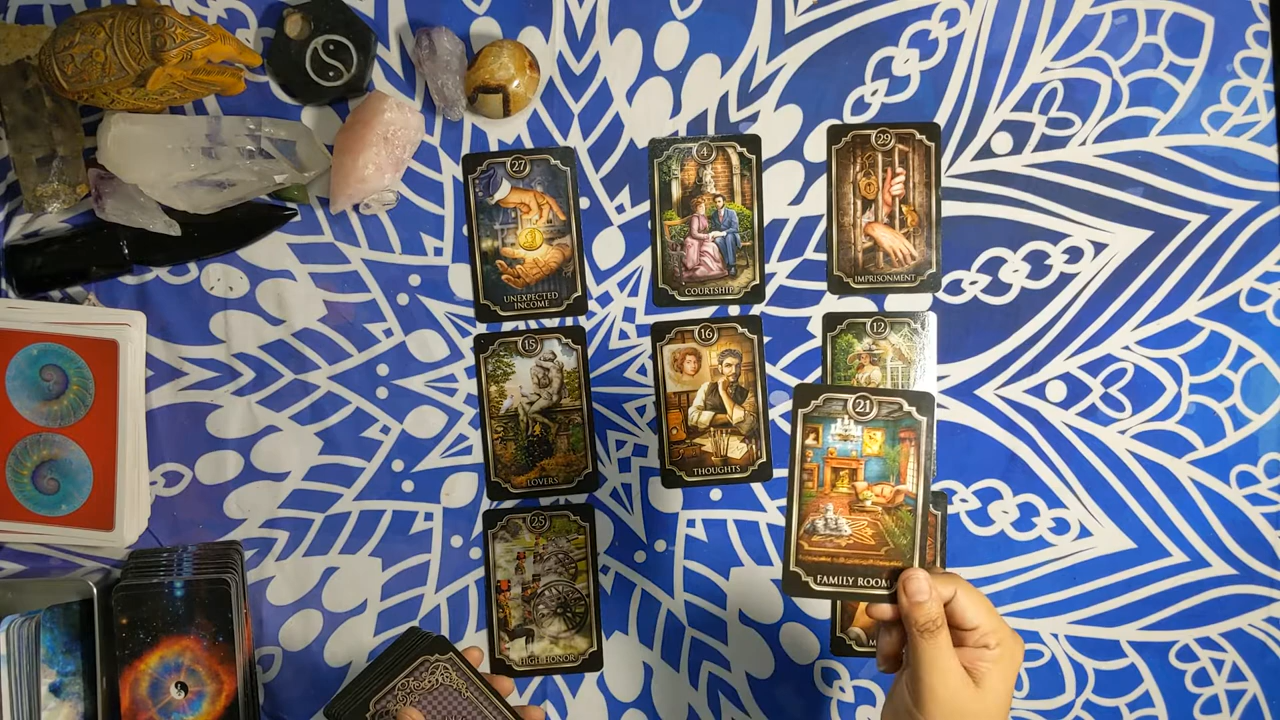 27
UNEXPECTED
INCOME
4
COURTSHIP
29
IMPRISONMENT
15
LOVERS
16
THOUGHTS
12
21
FAMILY ROOM
25
HIGH HONOR